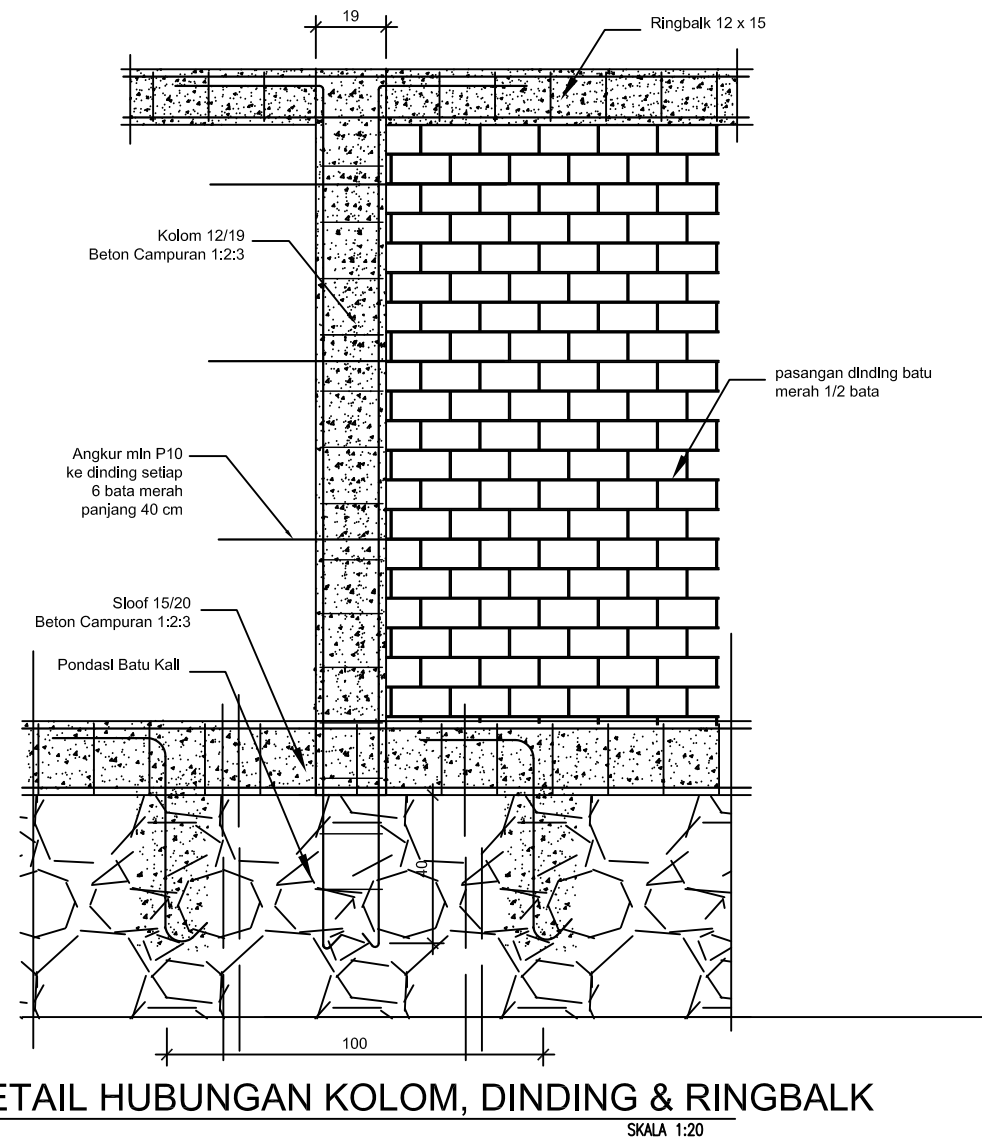 19
Ringbalk 12 x 15
Kolom 12/19
Beton Campuran 1:2:3
pasangan dinding batu
merah 1/2 bata
Angkur min P10
ke dinding setiap
6 bata merah
panjang 40 cm
Sloof 15/20
Beton Campuran 1:2:3
Pondasi Batu Kali
40
100
ETAIL HUBUNGAN KOLOM, DINDING & RINGBALK
SKALA 1:20